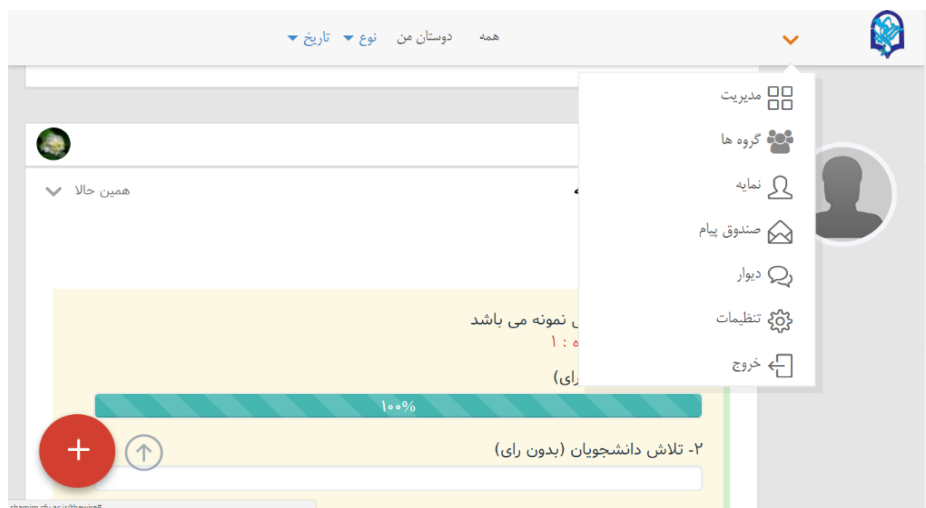 همه دوستان من نوع تاریخ
مدیریت
گروه ها
نمایه
صندوق پیام
دیوار
تنظیمات
خروج
همین حالا
نمونه می باشد
: ۱
رای)
۱۰۰%
۲- تلاش دانشجویان (بدون رای)